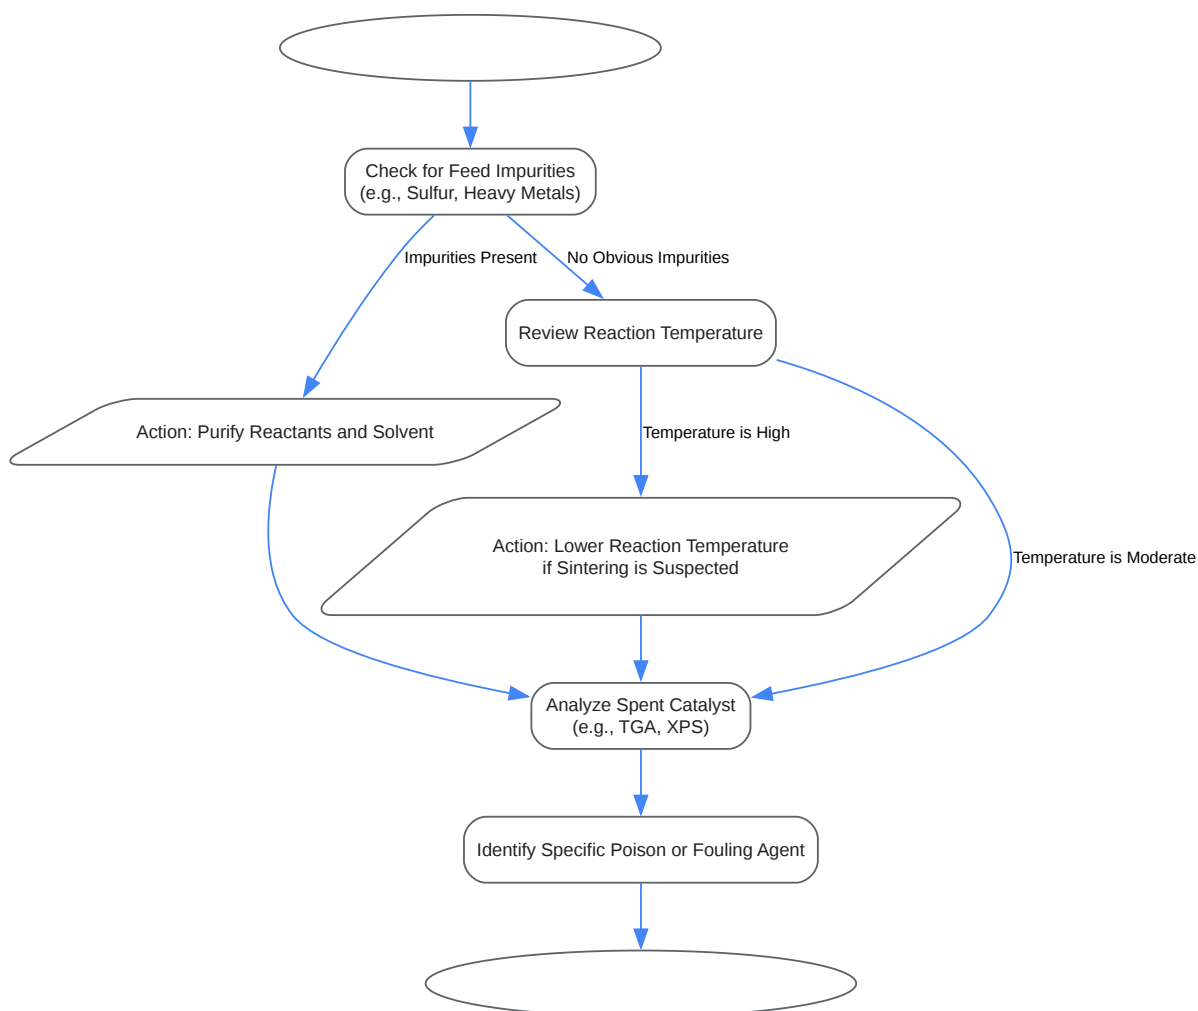 Check for Feed Impurities
(e.g., Sulfur, Heavy Metals)
Impurities Present
No Obvious Impurities
Review Reaction Temperature
Action: Purify Reactants and Solvent
Temperature is High
Action: Lower Reaction Temperature
if Sintering is Suspected
Temperature is Moderate
Analyze Spent Catalyst
(e.g., TGA, XPS)
Identify Specific Poison or Fouling Agent